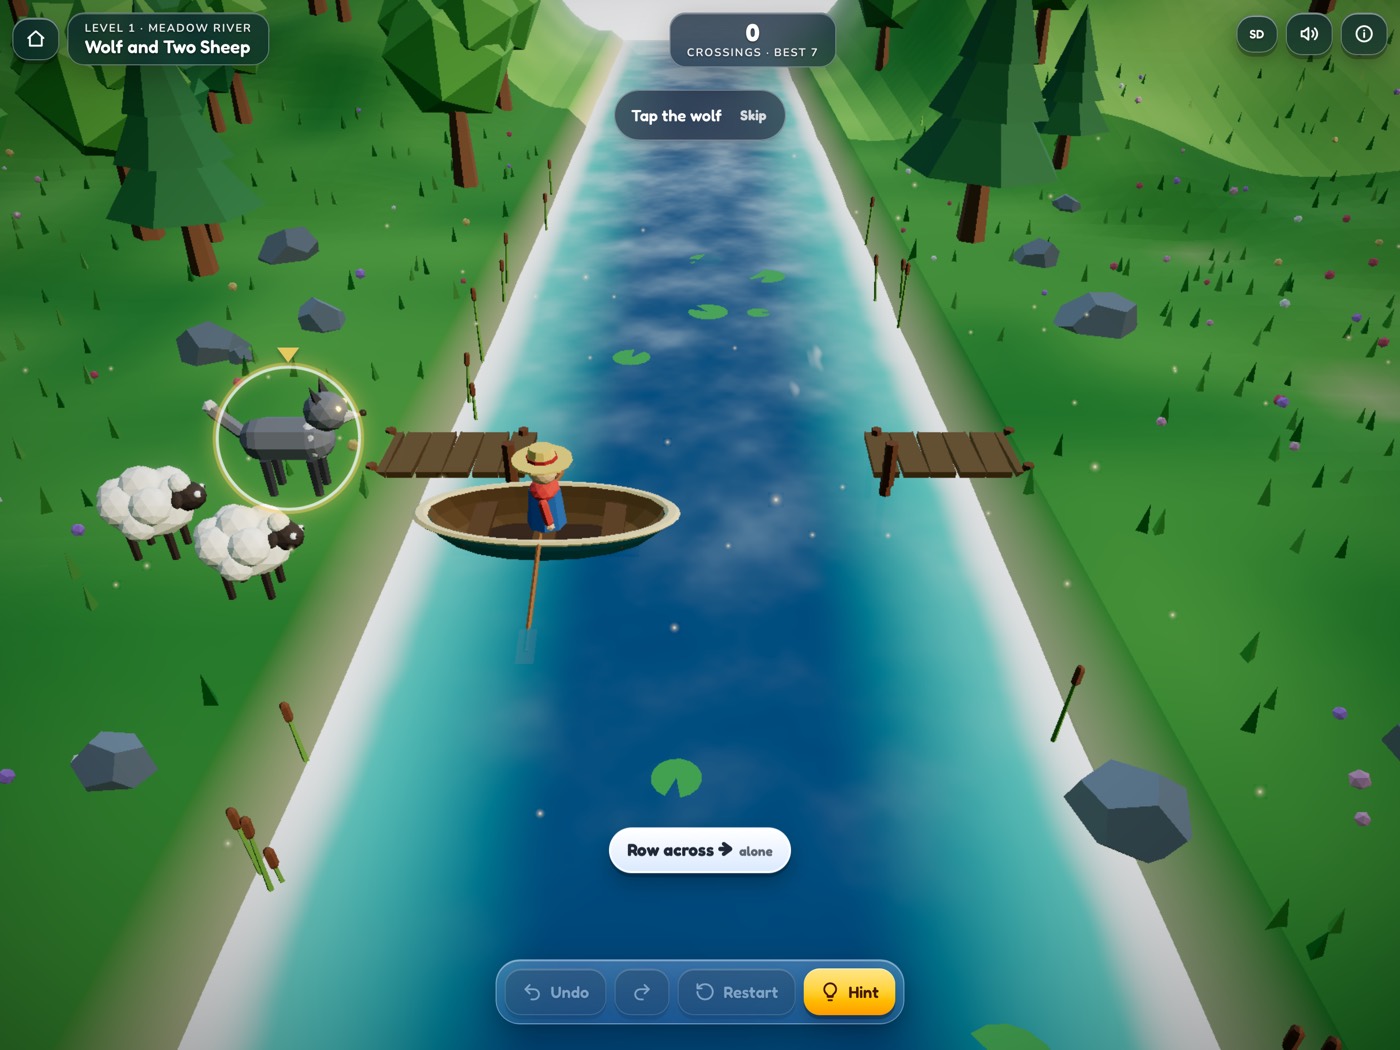 LEVEL 1 · MEADOW RIVER
Wolf and Two Sheep
0
CROSSINGS · BEST 7
SD
Tap the wolf Skip
Row across → alone
Undo
Restart
Hint